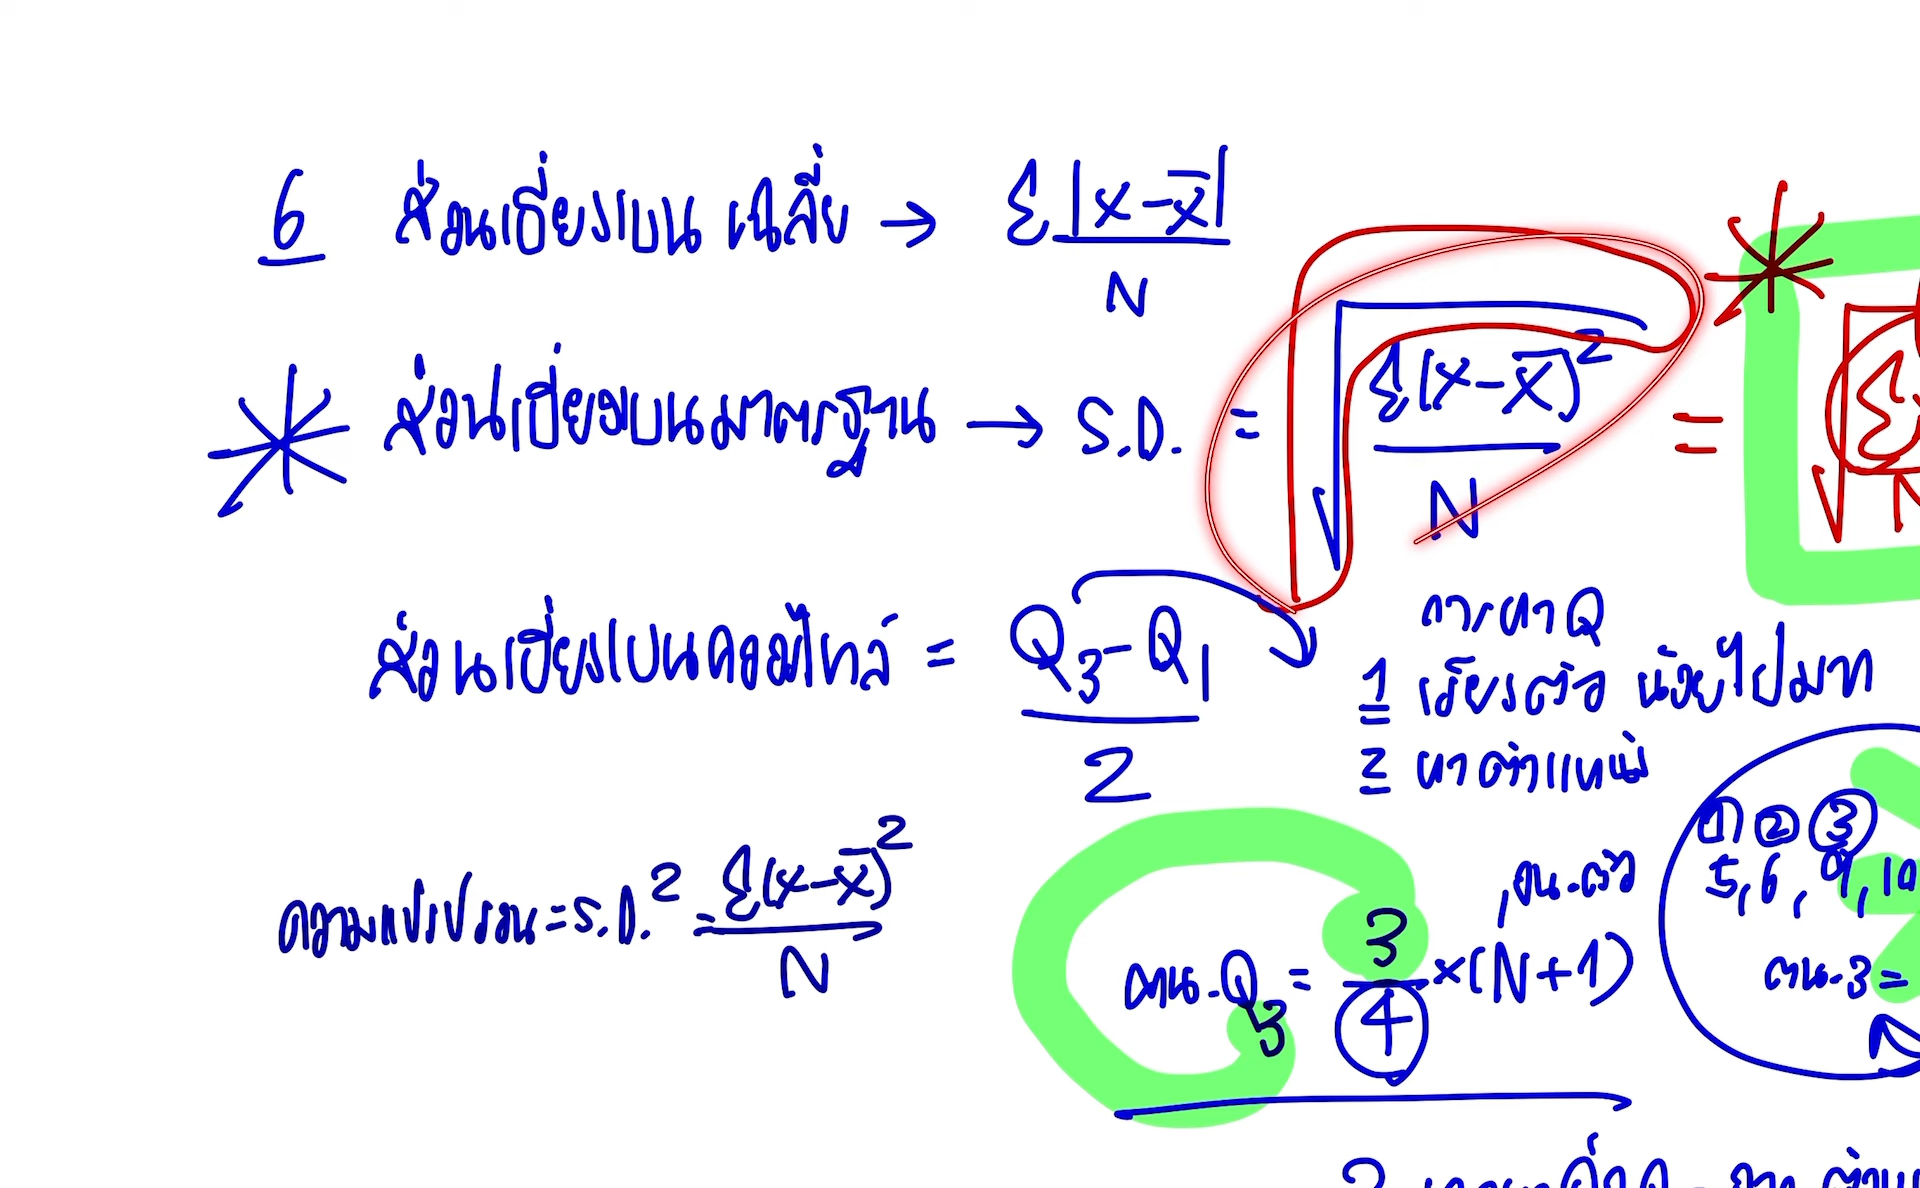 6 ส่วนเบี่ยงเบน เฉลี่ย → Σ|x-x̄| / N
* ส่วนเบี่ยงเบนมาตรฐาน → S.D. = √(Σ(x-x̄)² / N) = √ Σ
ส่วนเบี่ยงเบนควอไทล์ = Q₃-Q₁ / 2
การหา Q
1 เรียงตัว น้อยไปมาก
2 หาตำแหน่ง
ความแปรปรวน = S.D.² = Σ(x-x̄)² / N
จน.ตัว
ตน.Q₃ = 3/4 ×(N+1)
① ② ③
5, 6, 9, 10
ตน.3 =